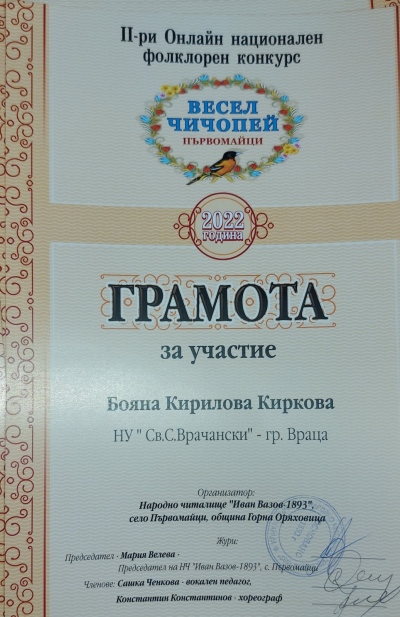 II-ри Онлайн национален
фолклорен конкурс
ВЕСЕЛ
ЧИЧОПЕЙ
ПЪРВОМАЙЦИ
2022
година
ГРАМОТА
за участие
Бояна Кирилова Киркова
НУ " Св.С.Врачански" - гр. Враца
Организатор:
Народно читалище "Иван Вазов-1893",
село Първомайци, община Горна Оряховица
Жури:
Председател - Мария Велева -
Председател на НЧ "Иван Вазов-1893", с. Първомайци
Членове: Сашка Ченкова - вокален педагог,
Константин Константинов - хореограф